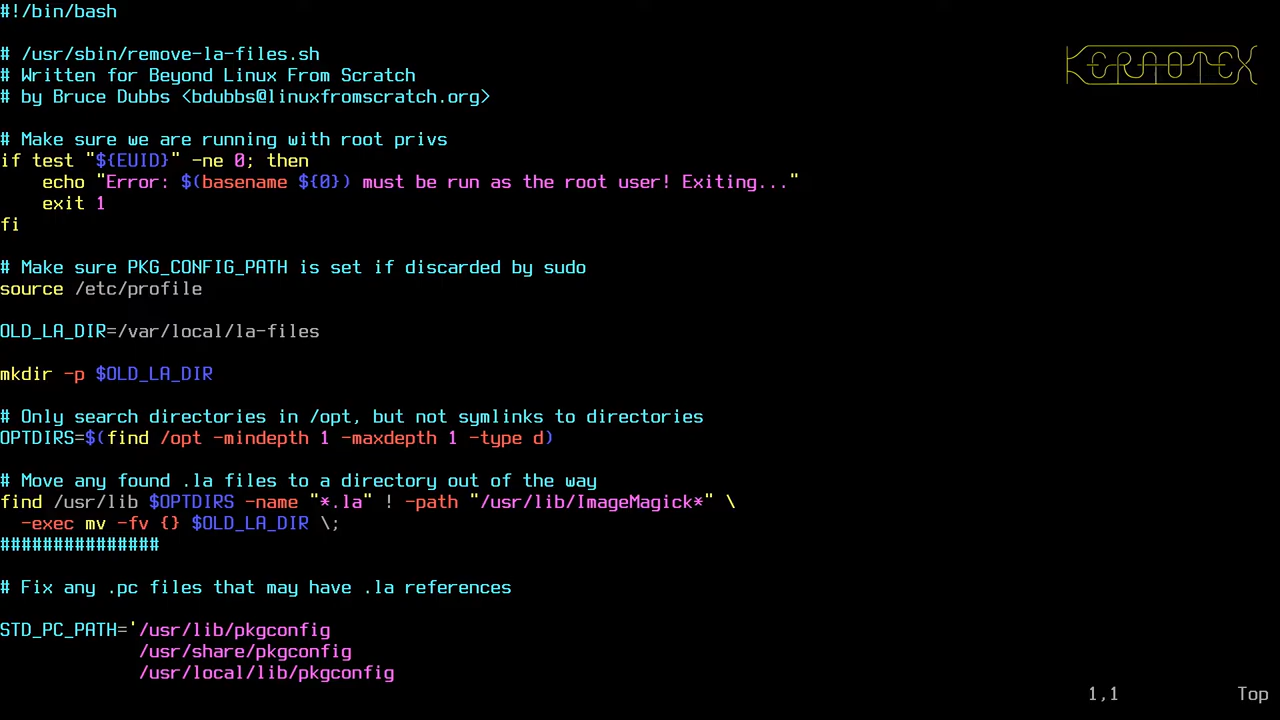 #!/bin/bash
# /usr/sbin/remove-la-files.sh
# Written for Beyond Linux From Scratch
# by Bruce Dubbs <bdubbs@linuxfromscratch.org>
KERAOTEX
# Make sure we are running with root privs
if test "${EUID}" -ne 0; then
    echo "Error: $(basename ${0}) must be run as the root user! Exiting..."
    exit 1
fi
# Make sure PKG_CONFIG_PATH is set if discarded by sudo
source /etc/profile
OLD_LA_DIR=/var/local/la-files
mkdir -p $OLD_LA_DIR
# Only search directories in /opt, but not symlinks to directories
OPTDIRS=$(find /opt -mindepth 1 -maxdepth 1 -type d)
# Move any found .la files to a directory out of the way
find /usr/lib $OPTDIRS -name "*.la" ! -path "/usr/lib/ImageMagick*" \
  -exec mv -fv {} $OLD_LA_DIR \;
###############
# Fix any .pc files that may have .la references
STD_PC_PATH='/usr/lib/pkgconfig
             /usr/share/pkgconfig
             /usr/local/lib/pkgconfig
1,1 Top